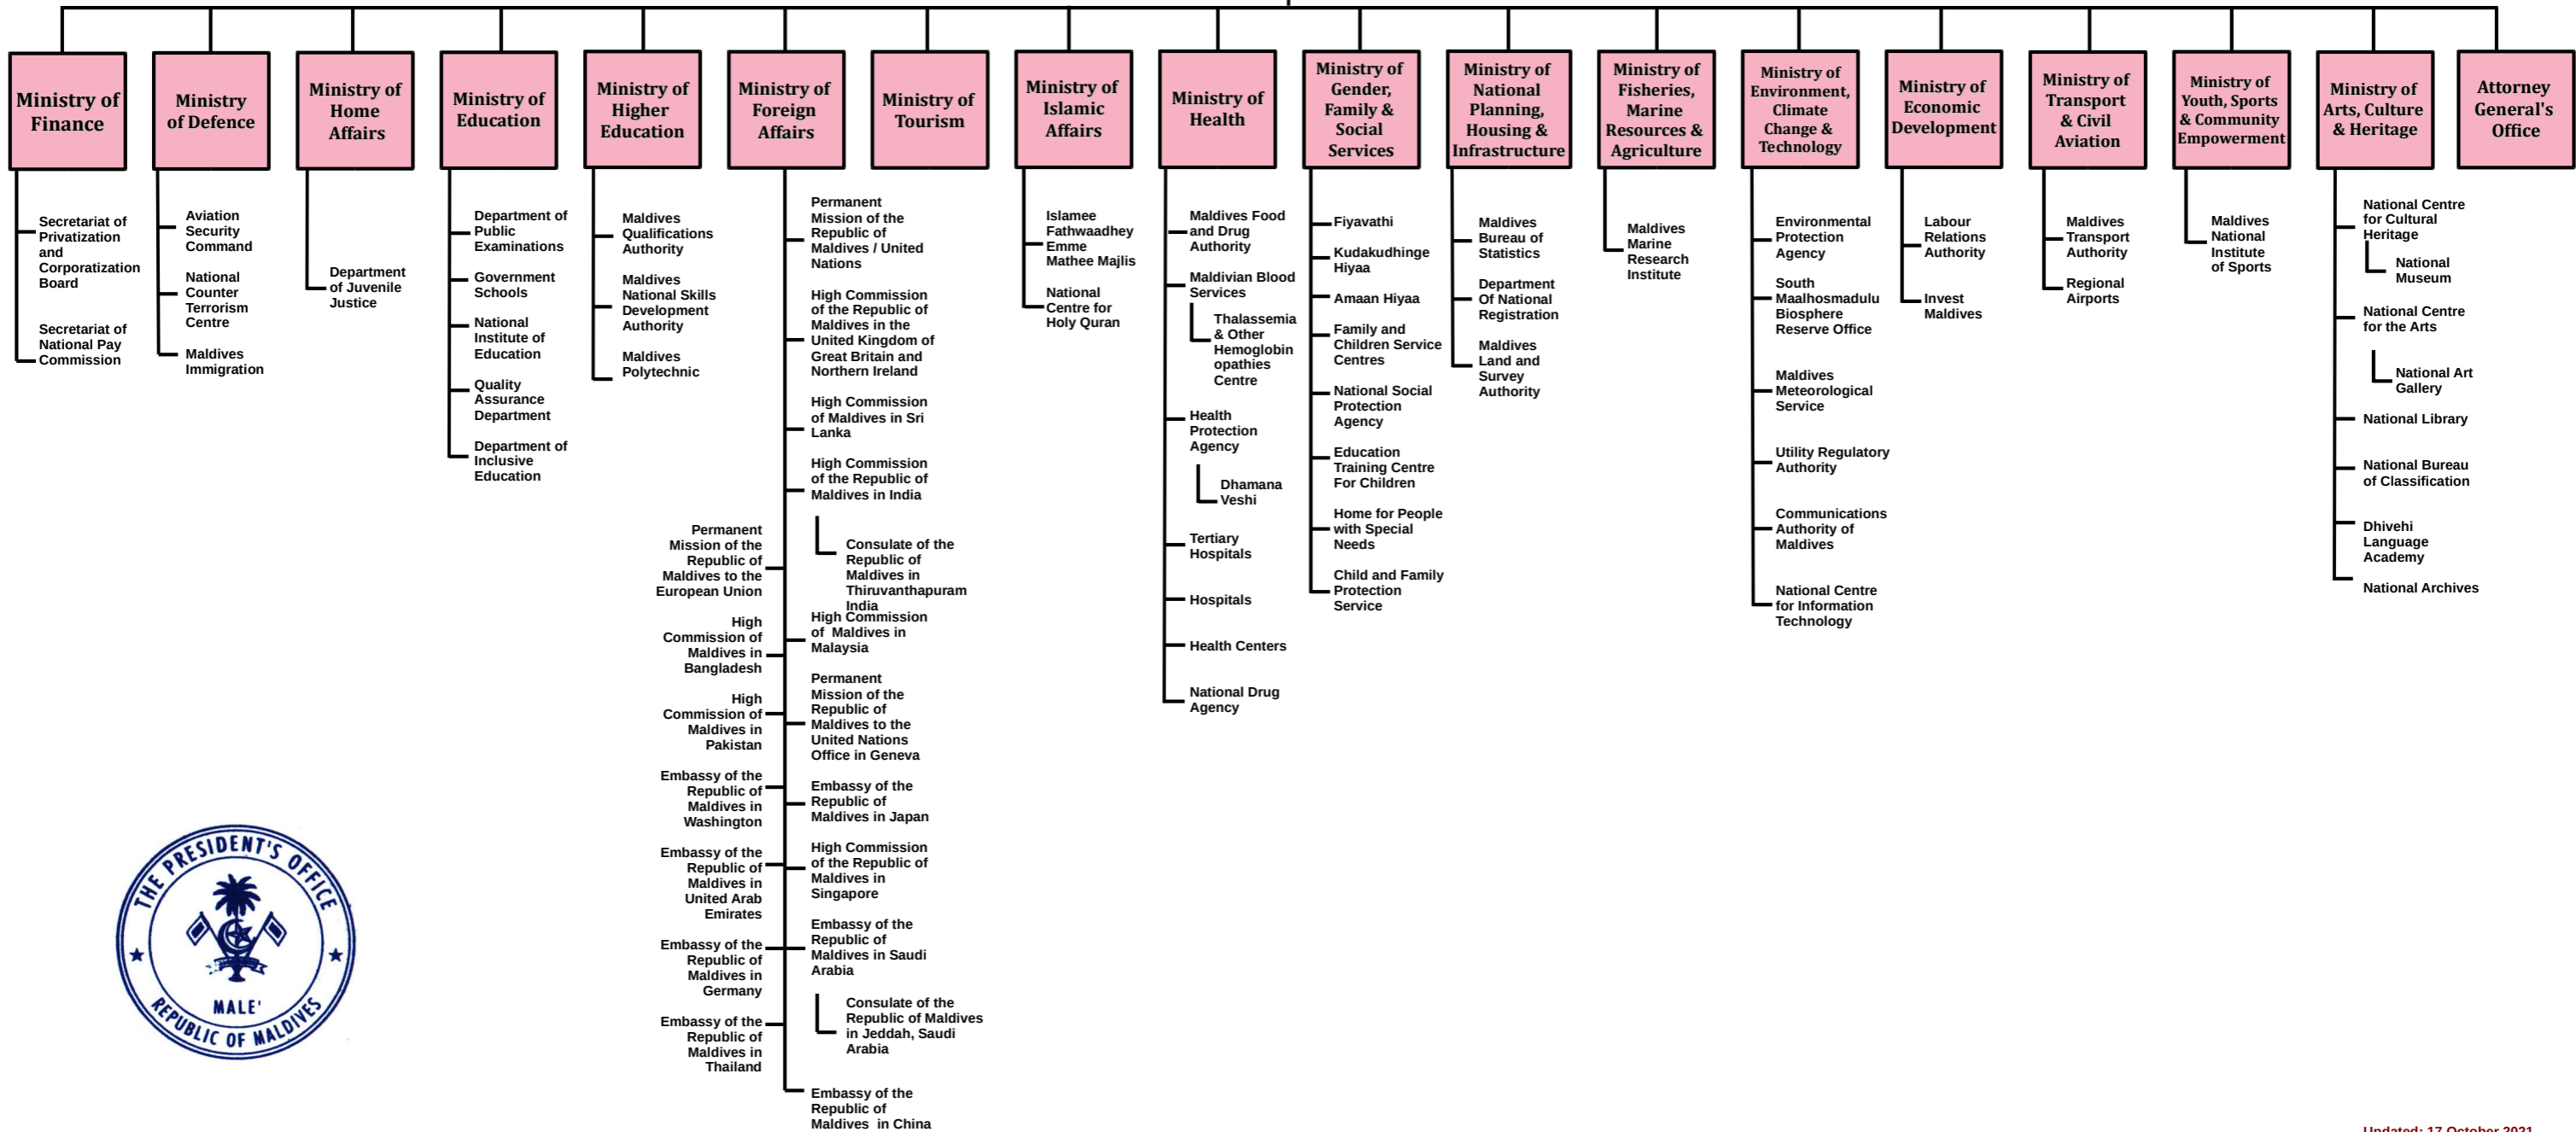 Ministry of
Finance
Ministry
of Defence
Ministry of
Home
Affairs
Ministry of
Education
Ministry of
Higher
Education
Ministry of
Foreign
Affairs
Ministry of
Tourism
Ministry of
Islamic
Affairs
Ministry of
Health
Ministry of
Gender,
Family &
Social
Services
Ministry of
National
Planning,
Housing &
Infrastructure
Ministry of
Fisheries,
Marine
Resources &
Agriculture
Ministry of
Environment,
Climate
Change &
Technology
Ministry of
Economic
Development
Ministry of
Transport
& Civil
Aviation
Ministry of
Youth, Sports
& Community
Empowerment
Ministry of
Arts, Culture
& Heritage
Attorney
General's
Office
Secretariat of
Privatization
and
Corporatization
Board
Secretariat of
National Pay
Commission
Aviation
Security
Command
National
Counter
Terrorism
Centre
Maldives
Immigration
Department
of Juvenile
Justice
Department of
Public
Examinations
Government
Schools
National
Institute of
Education
Quality
Assurance
Department
Department of
Inclusive
Education
Maldives
Qualifications
Authority
Maldives
National Skills
Development
Authority
Maldives
Polytechnic
Permanent
Mission of the
Republic of
Maldives to the
European Union
High
Commission of
Maldives in
Bangladesh
High
Commission of
Maldives in
Pakistan
Embassy of the
Republic of
Maldives in
Washington
Embassy of the
Republic of
Maldives in
United Arab
Emirates
Embassy of the
Republic of
Maldives in
Germany
Embassy of the
Republic of
Maldives in
Thailand
Permanent
Mission of the
Republic of
Maldives / United
Nations
High Commission
of the Republic of
Maldives in the
United Kingdom of
Great Britain and
Northern Ireland
High Commission
of Maldives in Sri
Lanka
High Commission
of the Republic of
Maldives in India
Consulate of the
Republic of
Maldives in
Thiruvanthapuram
India
High Commission
of Maldives in
Malaysia
Permanent
Mission of the
Republic of
Maldives to the
United Nations
Office in Geneva
Embassy of the
Republic of
Maldives in Japan
High Commission
of the Republic of
Maldives in
Singapore
Embassy of the
Republic of
Maldives in Saudi
Arabia
Consulate of the
Republic of Maldives
in Jeddah, Saudi
Arabia
Embassy of the
Republic of
Maldives in China
Islamee
Fathwaadhey
Emme
Mathee Majlis
National
Centre for
Holy Quran
Maldives Food
and Drug
Authority
Maldivian Blood
Services
Thalassemia
& Other
Hemoglobin
opathies
Centre
Health
Protection
Agency
Dhamana
Veshi
Tertiary
Hospitals
Hospitals
Health Centers
National Drug
Agency
Fiyavathi
Kudakudhinge
Hiyaa
Amaan Hiyaa
Family and
Children Service
Centres
National Social
Protection
Agency
Education
Training Centre
For Children
Home for People
with Special
Needs
Child and Family
Protection
Service
Maldives
Bureau of
Statistics
Department
Of National
Registration
Maldives
Land and
Survey
Authority
Maldives
Marine
Research
Institute
Environmental
Protection
Agency
South
Maalhosmadulu
Biosphere
Reserve Office
Maldives
Meteorological
Service
Utility Regulatory
Authority
Communications
Authority of
Maldives
National Centre
for Information
Technology
Labour
Relations
Authority
Invest
Maldives
Maldives
Transport
Authority
Regional
Airports
Maldives
National
Institute
of Sports
National Centre
for Cultural
Heritage
National
Museum
National Centre
for the Arts
National Art
Gallery
National Library
National Bureau
of Classification
Dhivehi
Language
Academy
National Archives
THE PRESIDENT'S OFFICE
MALE'
REPUBLIC OF MALDIVES
Updated: 17 October 2021